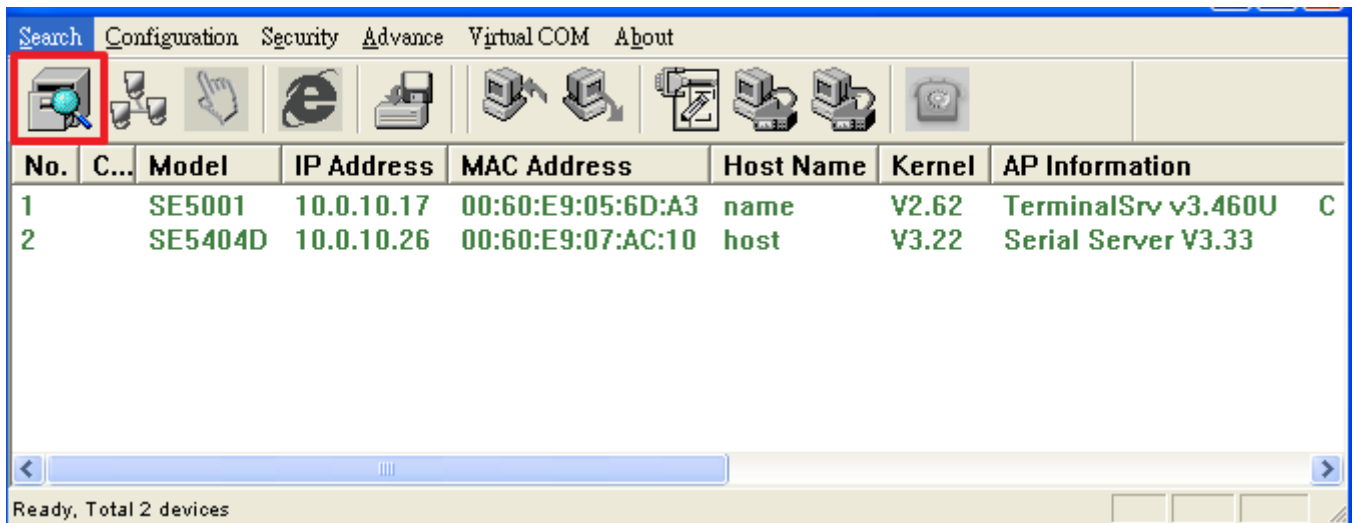 Search Configuration Security Advance Virtual COM About
No. C... Model IP Address MAC Address Host Name Kernel AP Information
1 SE5001 10.0.10.17 00:60:E9:05:6D:A3 name V2.62 TerminalSrv v3.460U C
2 SE5404D 10.0.10.26 00:60:E9:07:AC:10 host V3.22 Serial Server V3.33
Ready, Total 2 devices